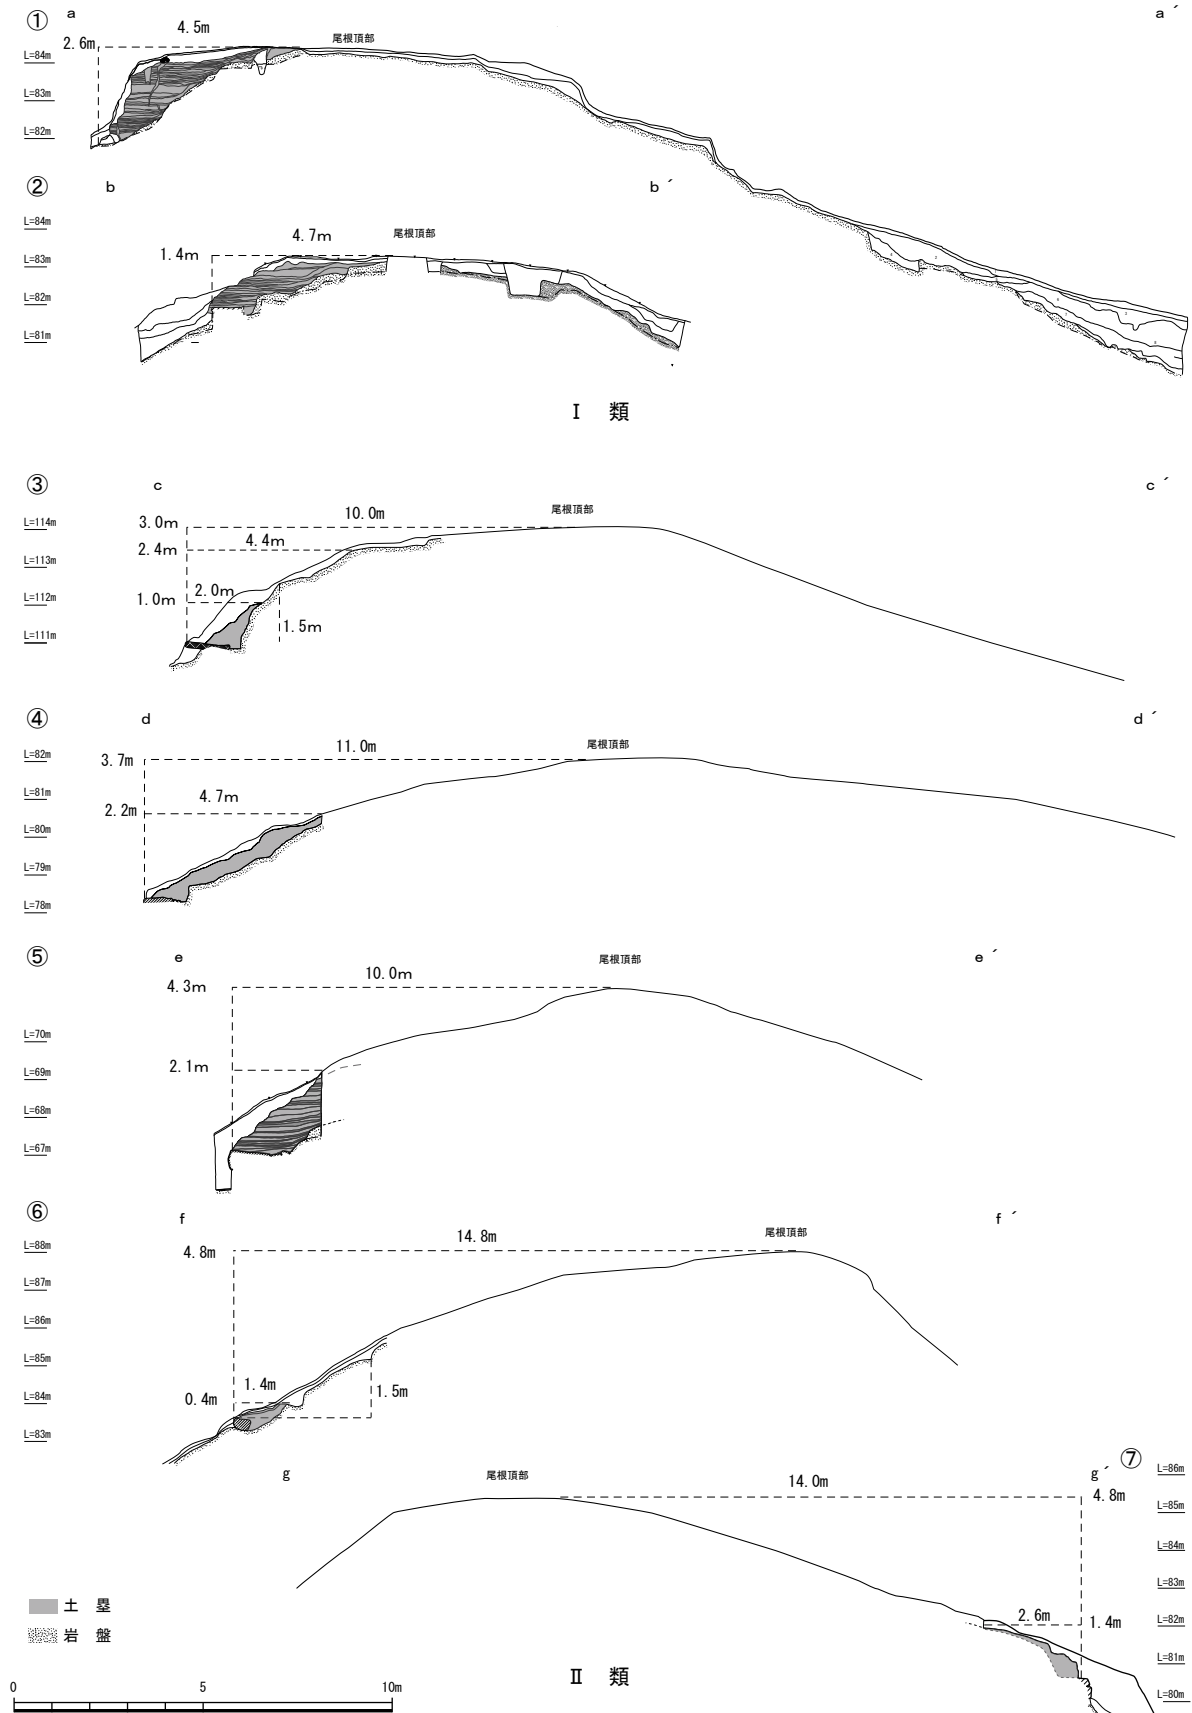 ① a a´
4.5m
尾根頂部
2.6m
L=84m
L=83m
L=82m
② b b´
L=84m
4.7m
尾根頂部
1.4m
L=83m
L=82m
L=81m
Ⅰ 類
③ c c´
L=114m
3.0m
10.0m
尾根頂部
2.4m
4.4m
L=113m
2.0m
1.0m
L=112m
1.5m
L=111m
④ d d´
L=82m
3.7m
11.0m
尾根頂部
L=81m
4.7m
2.2m
L=80m
L=79m
L=78m
⑤ e e´
尾根頂部
10.0m
4.3m
L=70m
L=69m
2.1m
L=68m
L=67m
⑥ f f´
尾根頂部
14.8m
4.8m
L=88m
L=87m
L=86m
L=85m
1.4m
1.5m
0.4m
L=84m
L=83m
⑦
g g´
尾根頂部
L=86m
14.0m
4.8m
L=85m
L=84m
L=83m
2.6m
1.4m
L=82m
L=81m
L=80m
土 塁
岩 盤
Ⅱ 類
0 5 10m